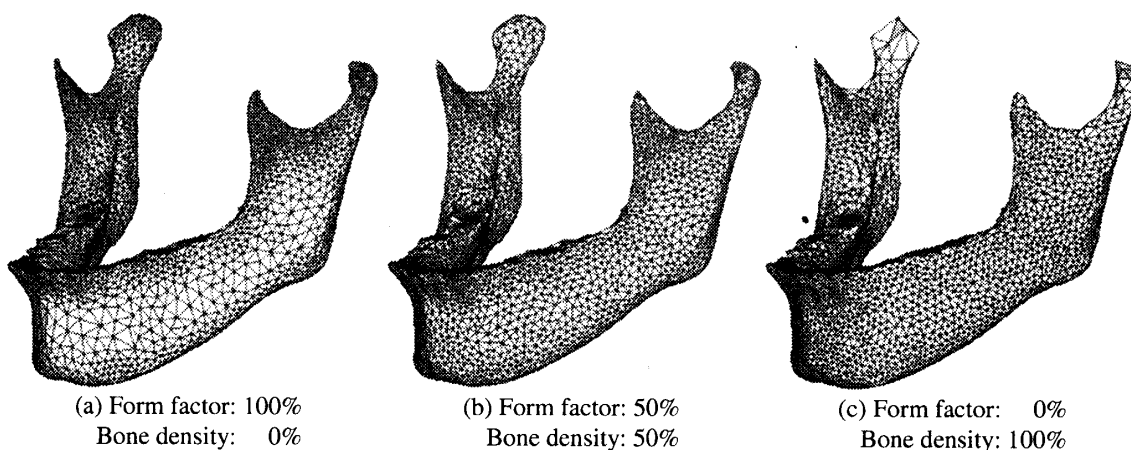 (a) Form factor: 100%
Bone density: 0%
(b) Form factor: 50%
Bone density: 50%
(c) Form factor: 0%
Bone density: 100%